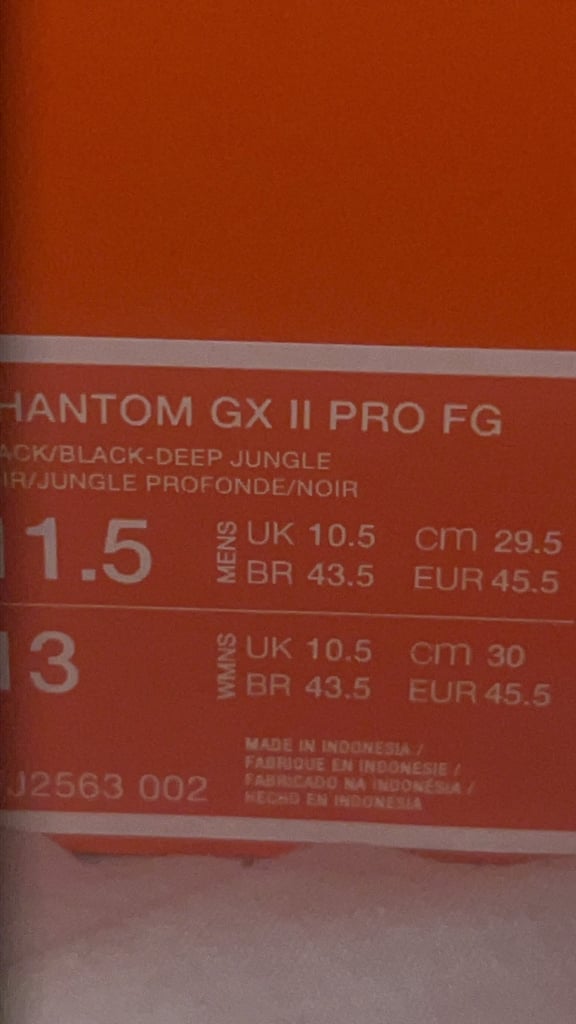 HANTOM GX II PRO FG
ACK/BLACK-DEEP JUNGLE
IR/JUNGLE PROFONDE/NOIR
11.5 MENS UK 10.5 cm 29.5
BR 43.5 EUR 45.5
13 WMNS UK 10.5 cm 30
BR 43.5 EUR 45.5
MADE IN INDONESIA /
FABRIQUE EN INDONESIE /
FABRICADO NA INDONÉSIA /
HECHO EN INDONESIA
J2563 002